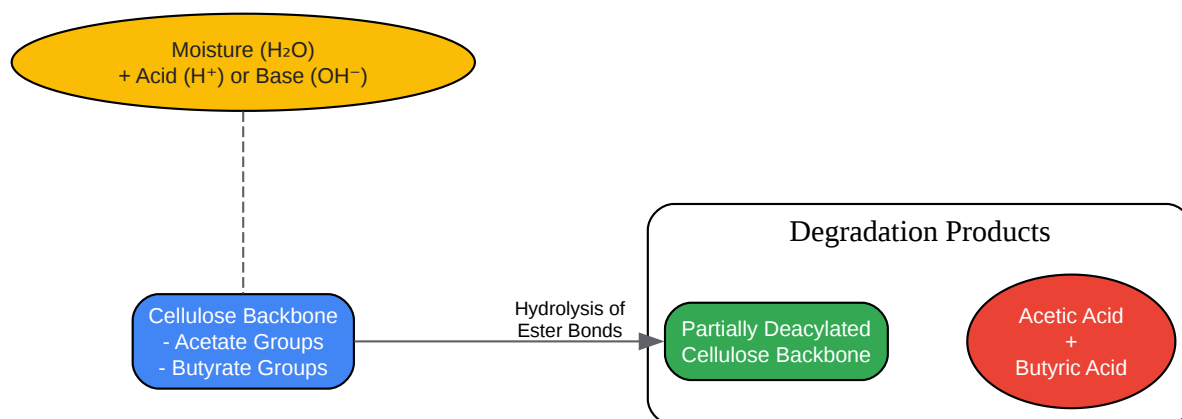 Moisture (H₂O)
+ Acid (H⁺) or Base (OH⁻)
Degradation Products
Cellulose Backbone
- Acetate Groups
- Butyrate Groups
Hydrolysis of
Ester Bonds
Partially Deacylated
Cellulose Backbone
Acetic Acid
+
Butyric Acid